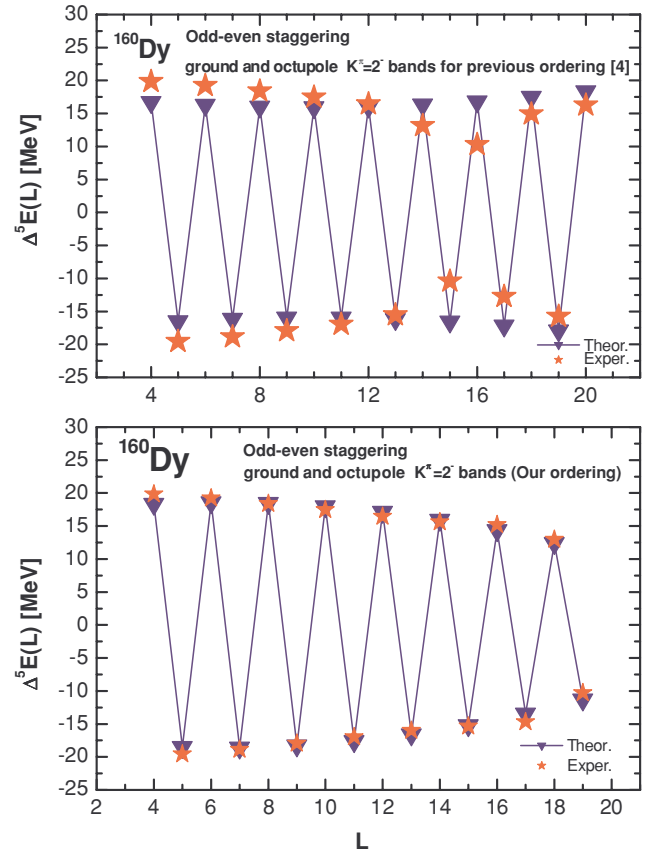 30
25
20
15
10
5
0
-5
-10
-15
-20
-25
Δ⁵E(L) [MeV]
¹⁶⁰Dy
Odd-even staggering
ground and octupole Kᵖ=2⁻ bands for previous ordering [4]
Theor.
Exper.
4 8 12 16 20
30
25
20
15
10
5
0
-5
-10
-15
-20
-25
Δ⁵E(L) [MeV]
¹⁶⁰Dy
Odd-even staggering
ground and octupole Kᵖ=2⁻ bands (Our ordering)
Theor.
Exper.
2 4 6 8 10 12 14 16 18 20
L